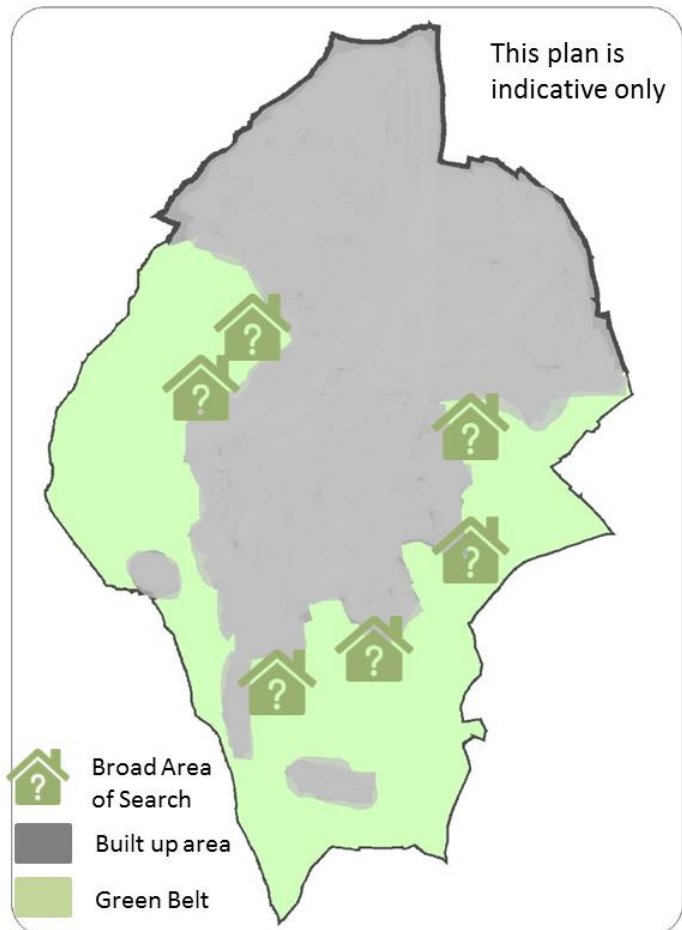 This plan is
indicative only
?
?
?
?
?
?
?
Broad Area
of Search
Built up area
Green Belt